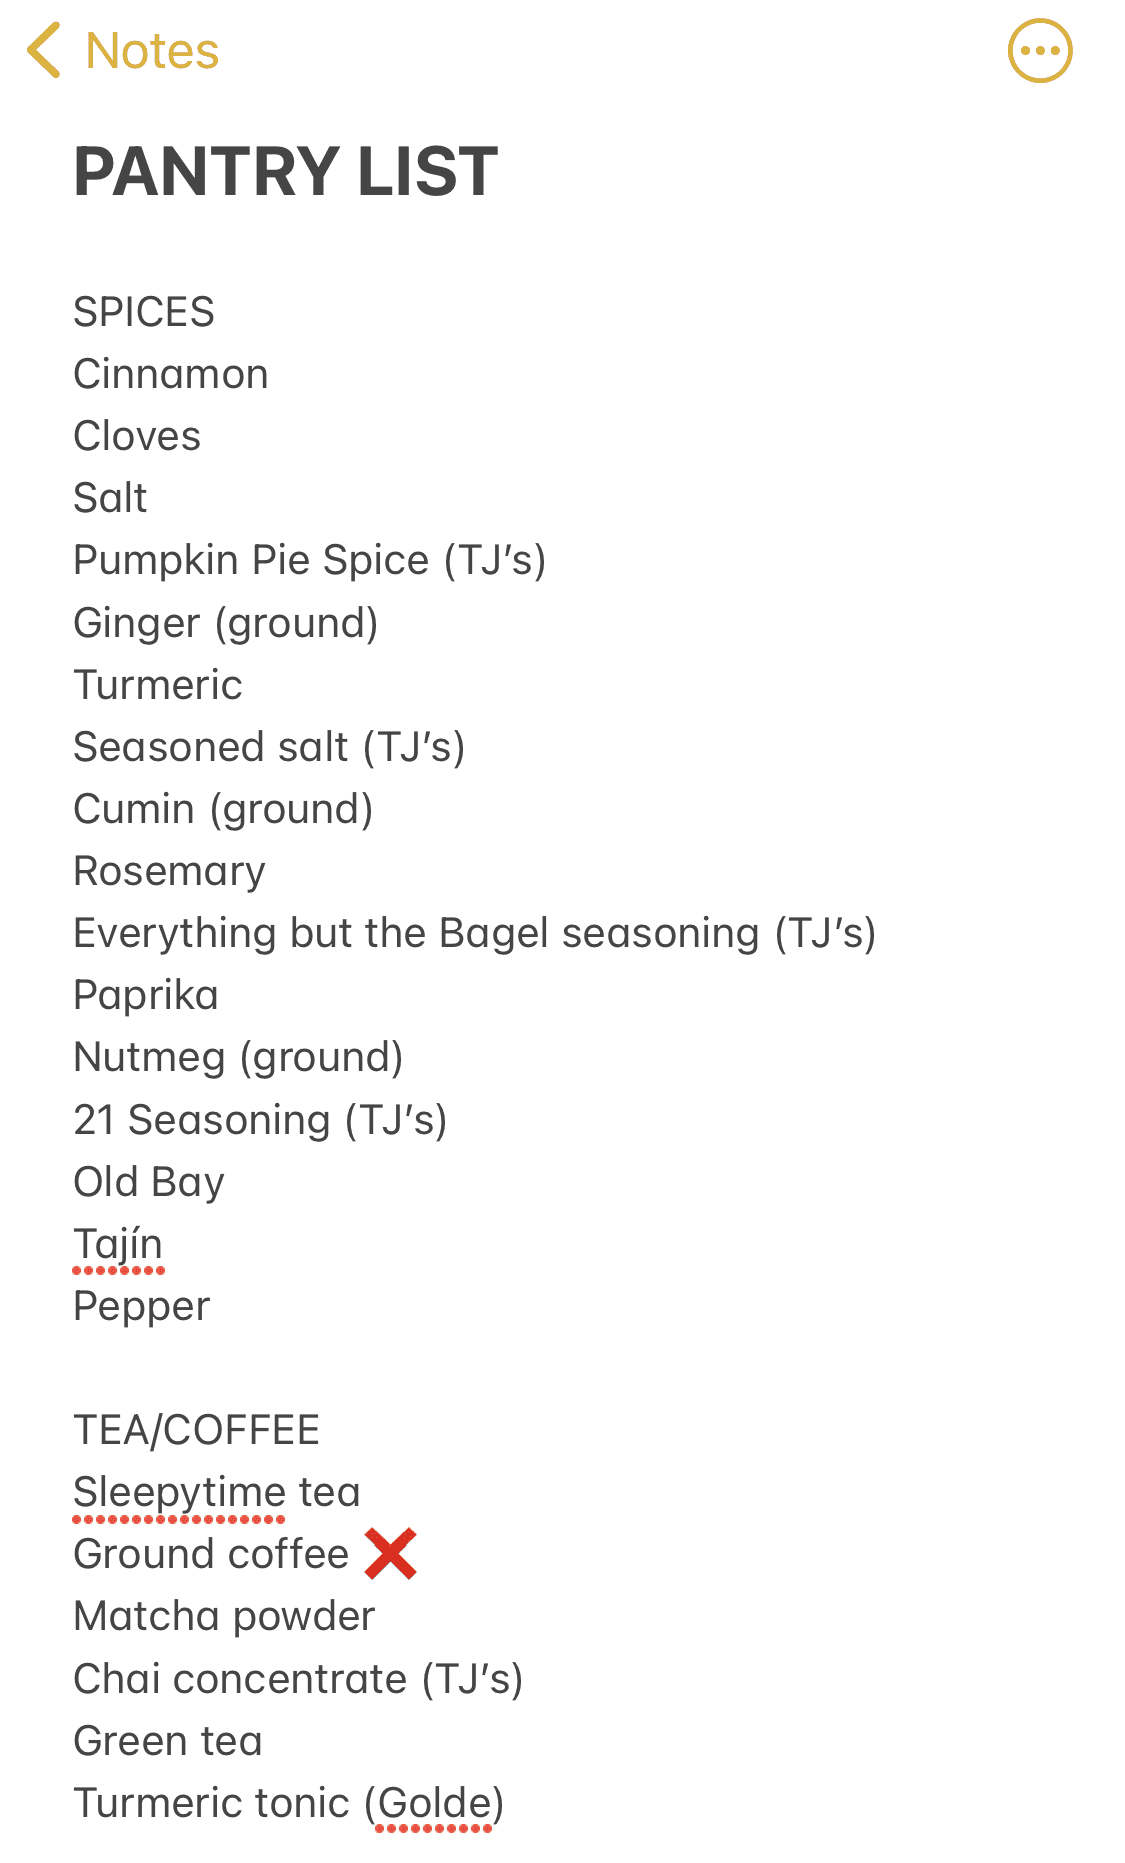 Notes
PANTRY LIST
SPICES
Cinnamon
Cloves
Salt
Pumpkin Pie Spice (TJ’s)
Ginger (ground)
Turmeric
Seasoned salt (TJ’s)
Cumin (ground)
Rosemary
Everything but the Bagel seasoning (TJ’s)
Paprika
Nutmeg (ground)
21 Seasoning (TJ’s)
Old Bay
Tajín
Pepper
TEA/COFFEE
Sleepytime tea
Ground coffee ❌
Matcha powder
Chai concentrate (TJ’s)
Green tea
Turmeric tonic (Golde)